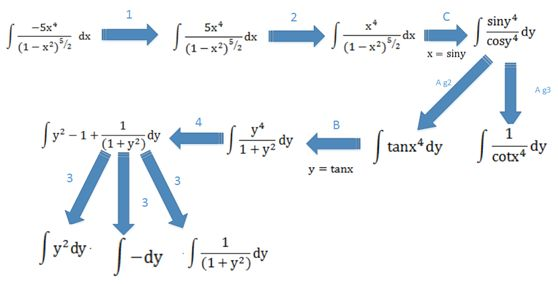 ∫ −5x⁴ / (1 − x²)^5/2 dx
1
∫ 5x⁴ / (1 − x²)^5/2 dx
2
∫ x⁴ / (1 − x²)^5/2 dx
C
x = siny
∫ siny⁴ / cosy⁴ dy
A g2
A g3
∫ y² − 1 + 1 / (1 + y²) dy
4
∫ y⁴ / 1 + y² dy
B
y = tanx
∫ tanx⁴ dy
∫ 1 / cotx⁴ dy
3
3
3
∫ y² dy
∫ −dy
∫ 1 / (1 + y²) dy